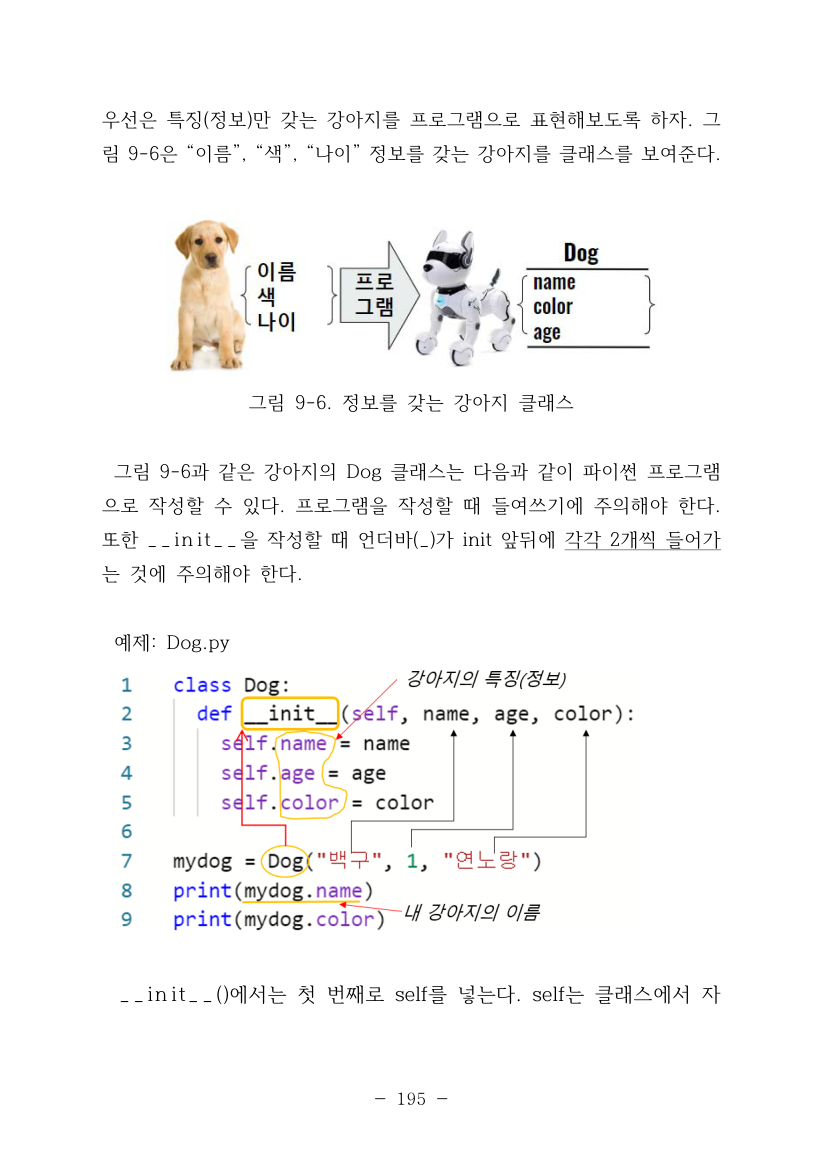 우선은 특징(정보)만 갖는 강아지를 프로그램으로 표현해보도록 하자. 그
림 9-6은 “이름”, “색”, “나이” 정보를 갖는 강아지를 클래스를 보여준다.
이름
색
나이
프로
그램
Dog
name
color
age
그림 9-6. 정보를 갖는 강아지 클래스
그림 9-6과 같은 강아지의 Dog 클래스는 다음과 같이 파이썬 프로그램
으로 작성할 수 있다. 프로그램을 작성할 때 들여쓰기에 주의해야 한다.
또한 __init__을 작성할 때 언더바(_)가 init 앞뒤에 각각 2개씩 들어가
는 것에 주의해야 한다.
예제: Dog.py
강아지의 특징(정보)
1 class Dog:
2 def __init__(self, name, age, color):
3 self.name = name
4 self.age = age
5 self.color = color
6
7 mydog = Dog("백구", 1, "연노랑")
8 print(mydog.name)
9 print(mydog.color)
내 강아지의 이름
__init__()에서는 첫 번째로 self를 넣는다. self는 클래스에서 자
- 195 -